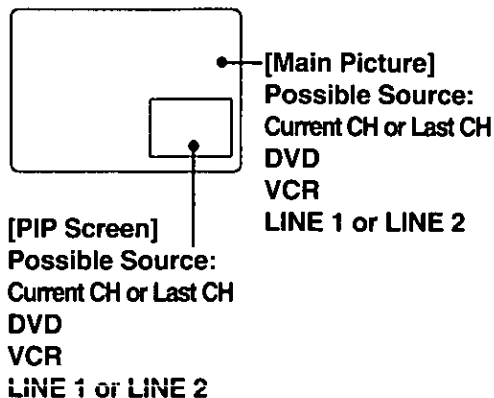 [Main Picture]
Possible Source:
Current CH or Last CH
DVD
VCR
LINE 1 or LINE 2
[PIP Screen]
Possible Source:
Current CH or Last CH
DVD
VCR
LINE 1 or LINE 2